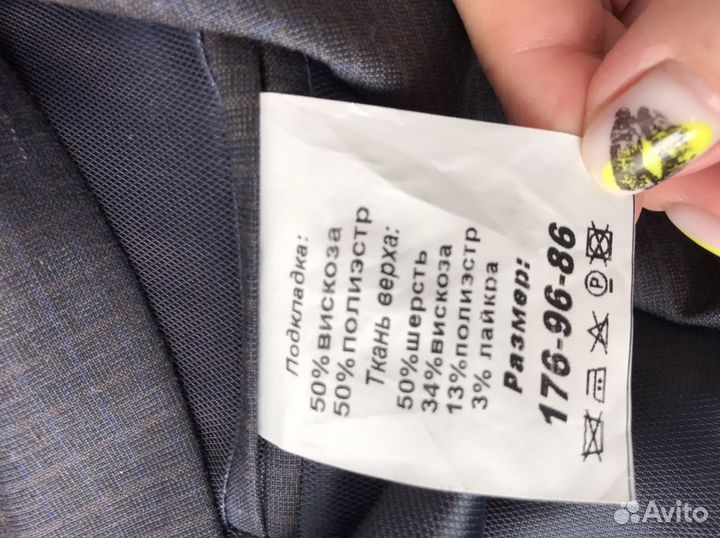 Подкладка:
50%вискоза
50%полиэстр
Ткань верха:
50%шерсть
34%вискоза
13%полиэстр
3% лайкра
Размер:
176-96-86
P
Avito